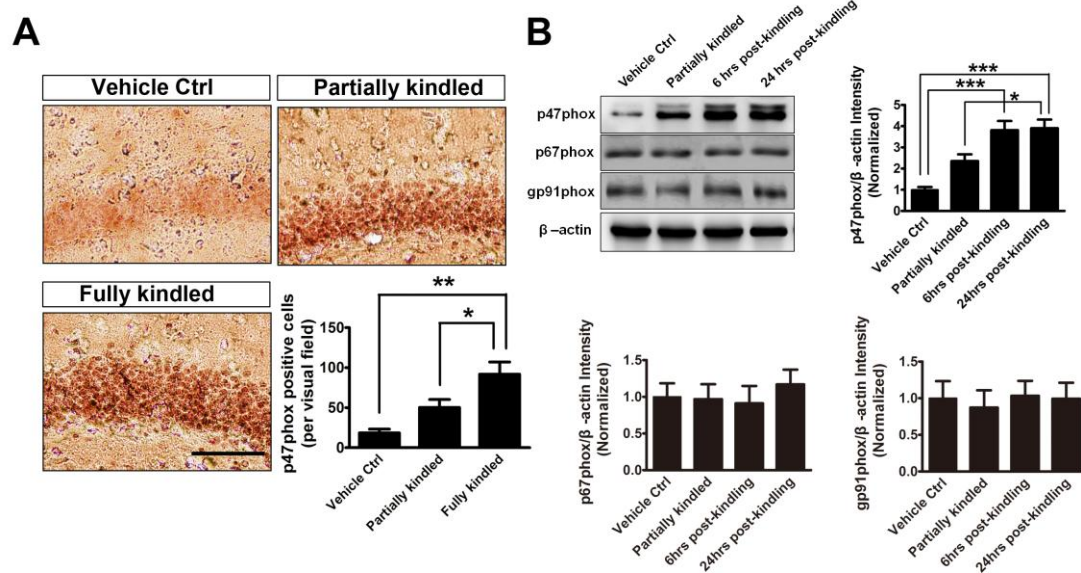 A
Vehicle Ctrl
Partially kindled
Fully kindled
p47phox positive cells
(per visual field)
150
100
50
0
**
*
Vehicle Ctrl
Partially kindled
Fully kindled
B
Vehicle Ctrl
Partially kindled
6 hrs post-kindling
24 hrs post-kindling
p47phox
p67phox
gp91phox
β –actin
p47phox/β -actin Intensity
(Normalized)
5
4
3
2
1
0
***
***
*
Vehicle Ctrl
Partially kindled
6hrs post-kindling
24hrs post-kindling
p67phox/β -actin Intensity
(Normalized)
1.5
1.0
0.5
0.0
Vehicle Ctrl
Partially kindled
6hrs post-kindling
24hrs post-kindling
gp91phox/β -actin Intensity
(Normalized)
1.5
1.0
0.5
0.0
Vehicle Ctrl
Partially kindled
6hrs post-kindling
24hrs post-kindling